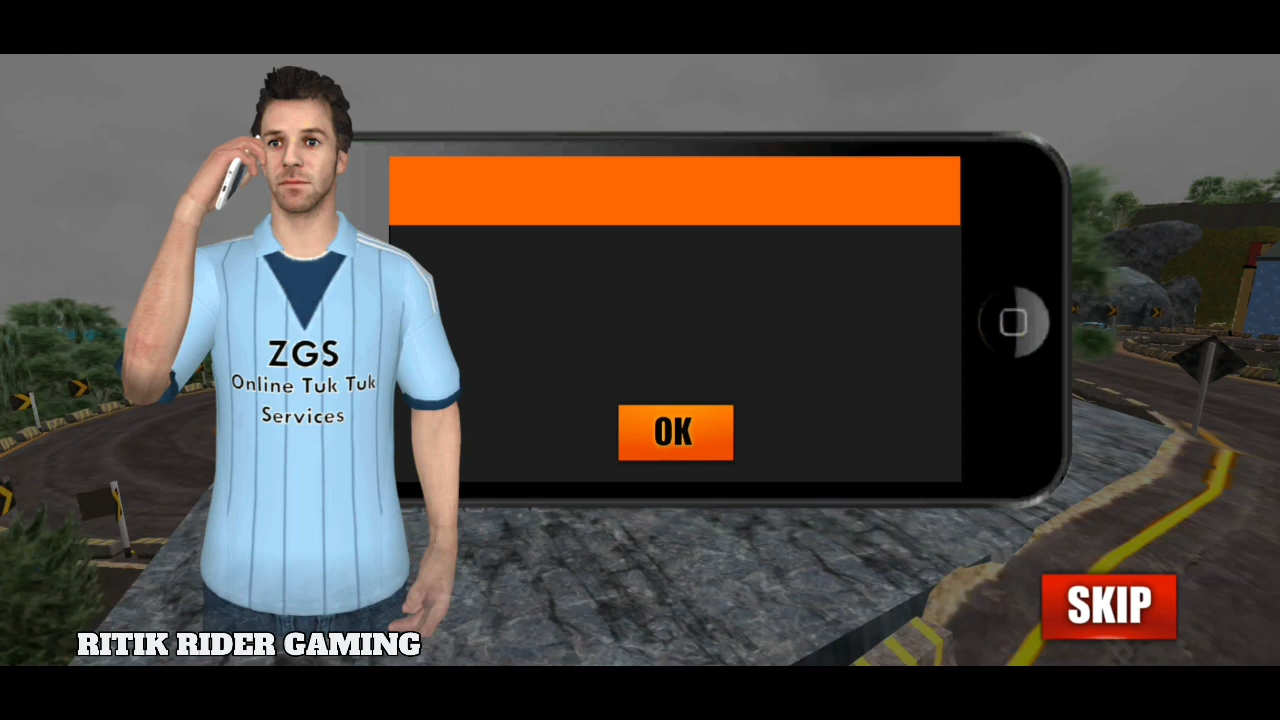 ZGS
Online Tuk Tuk
Services
OK
SKIP
RITIK RIDER GAMING